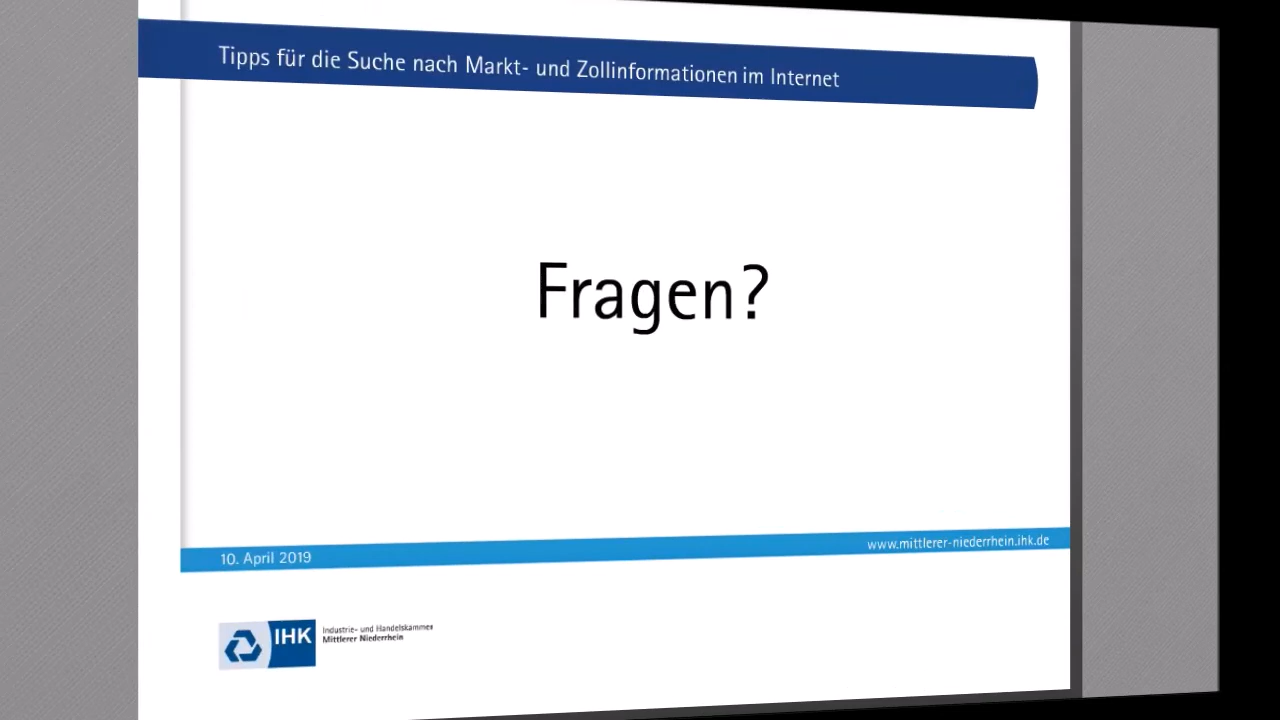 Tipps für die Suche nach Markt- und Zollinformationen im Internet
Fragen?
10. April 2019
www.mittlerer-niederrhein.ihk.de
IHK
Industrie- und Handelskammer
Mittlerer Niederrhein